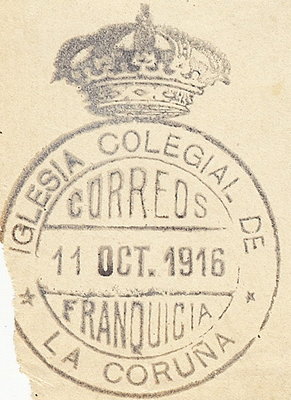 IGLESIA COLEGIAL DE
CORREOS
11 OCT. 1916
FRANQUICIA
LA CORUÑA